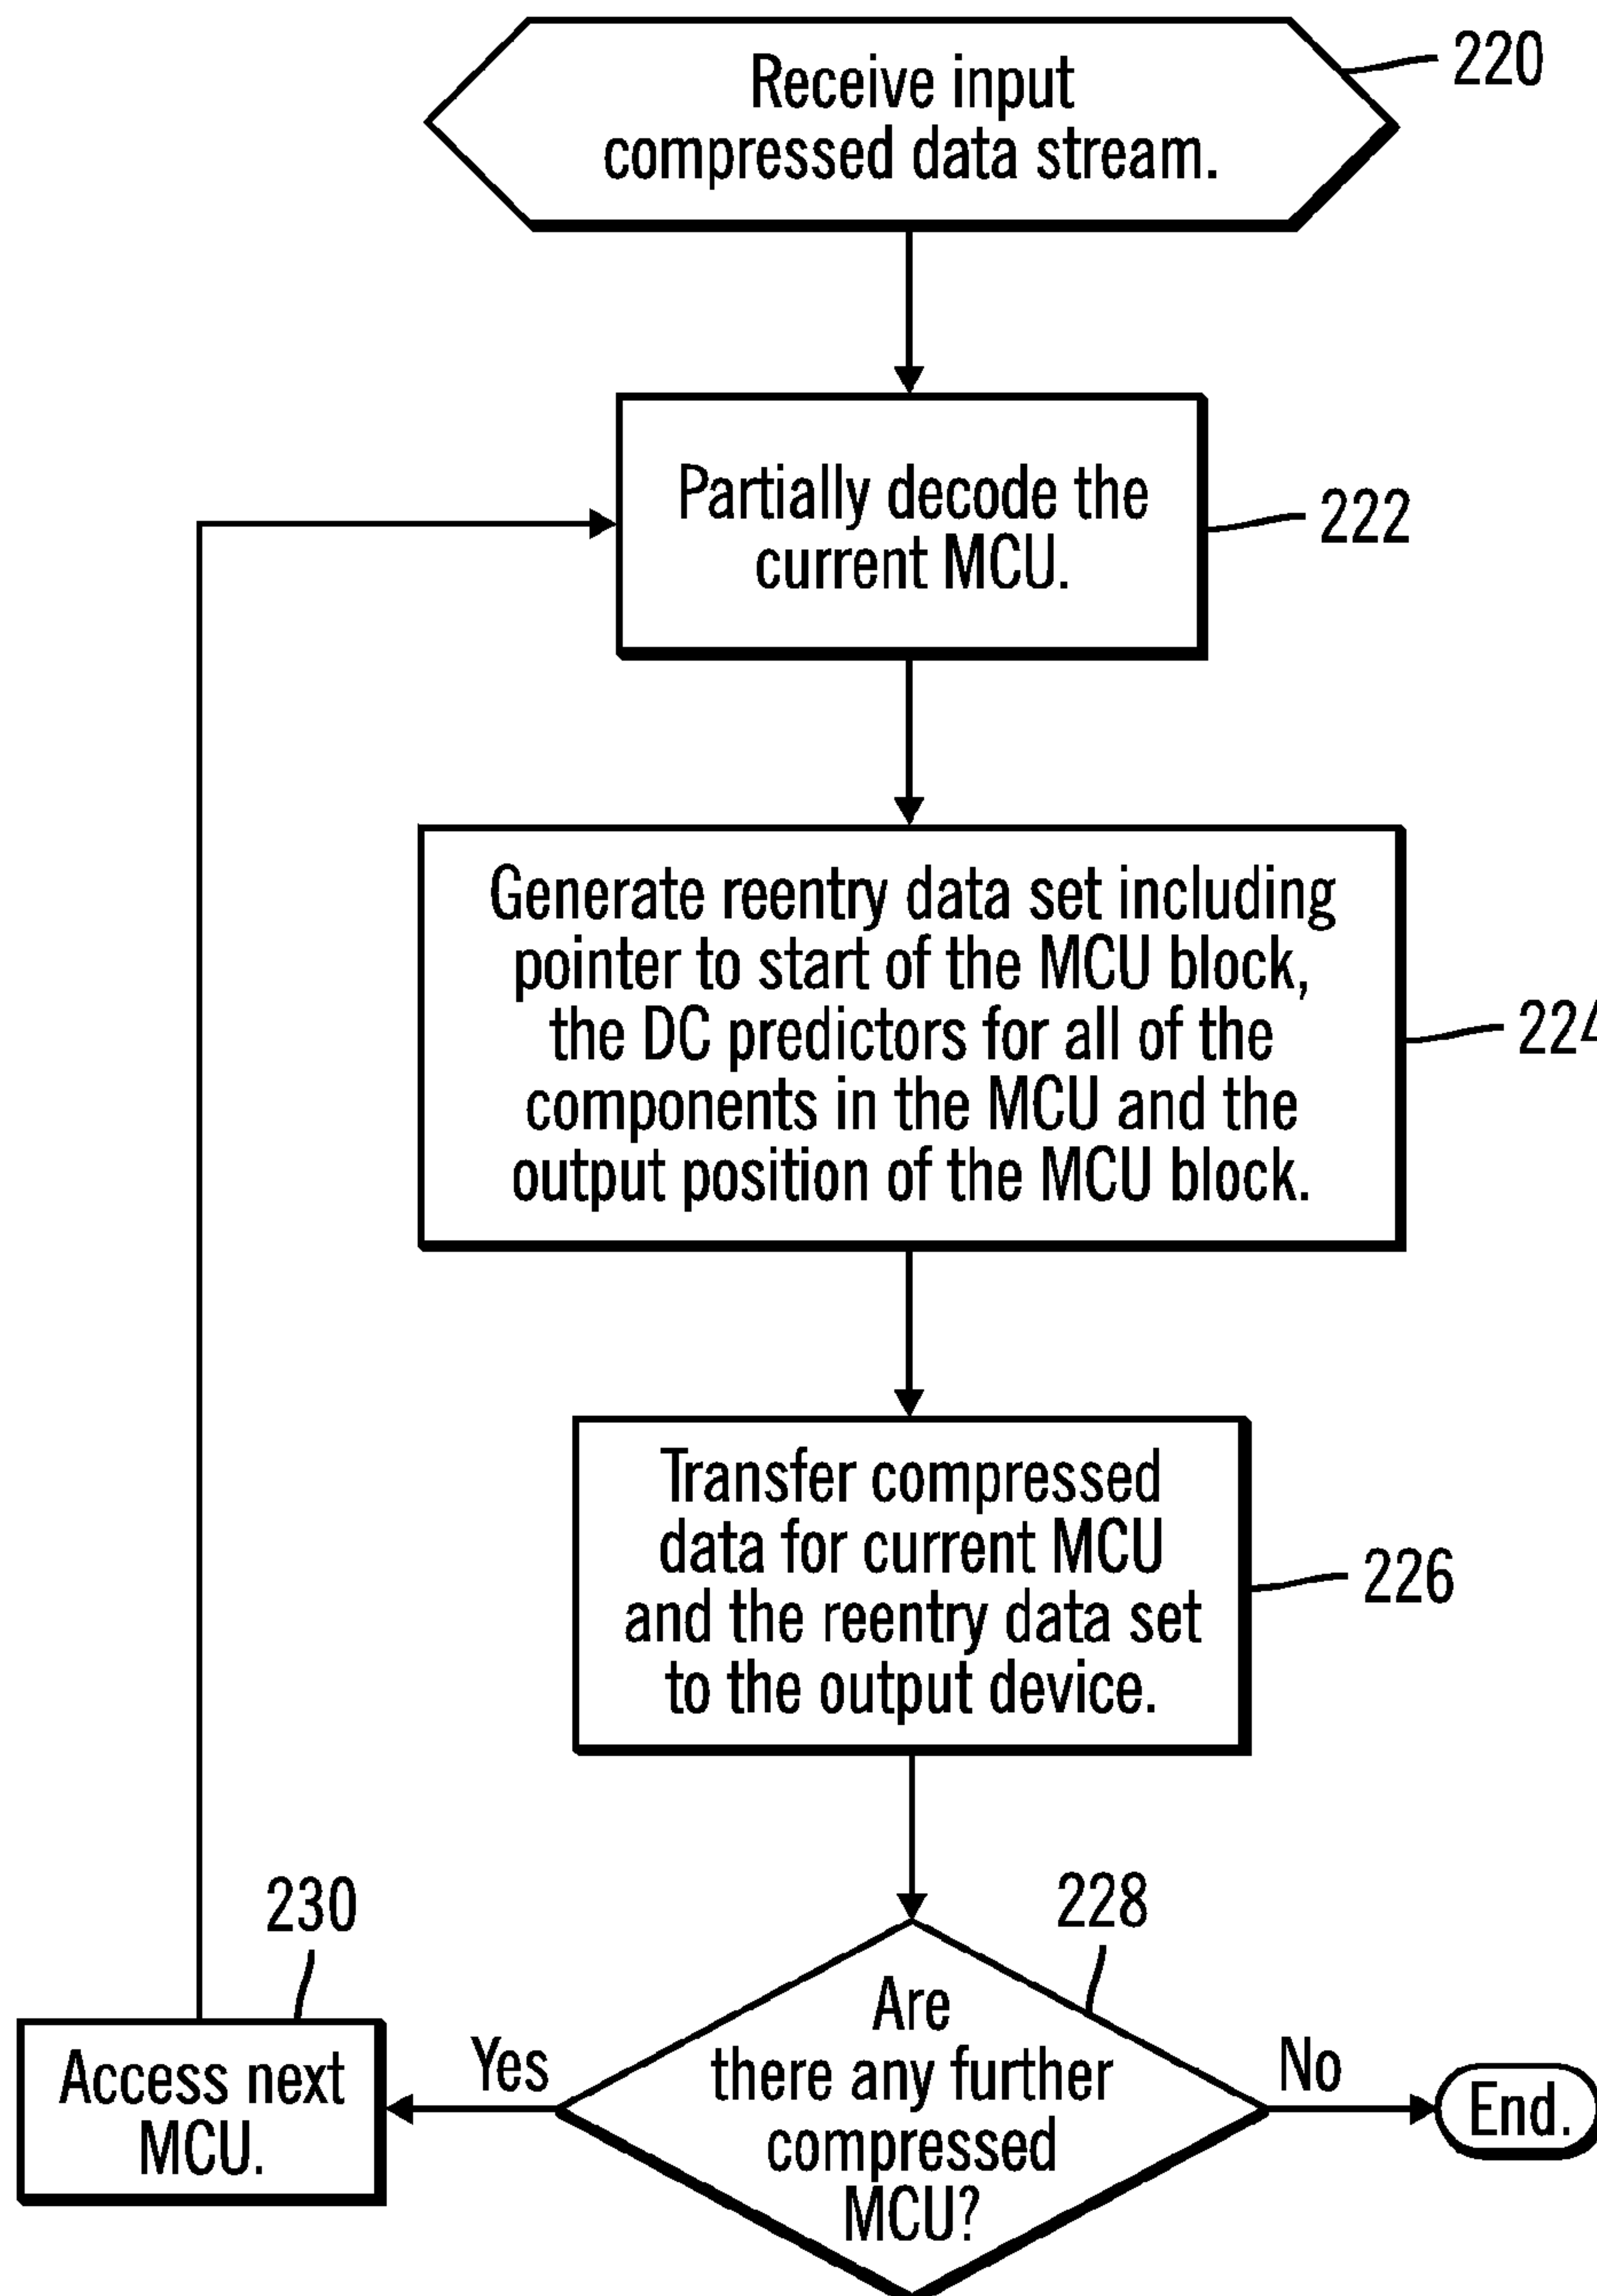 Receive input
compressed data stream.
220
Partially decode the
current MCU.
222
Generate reentry data set including
pointer to start of the MCU block,
the DC predictors for all of the
components in the MCU and the
output position of the MCU block.
224
Transfer compressed
data for current MCU
and the reentry data set
to the output device.
226
228
Are
there any further
compressed
MCU?
Yes
No
End.
230
Access next
MCU.